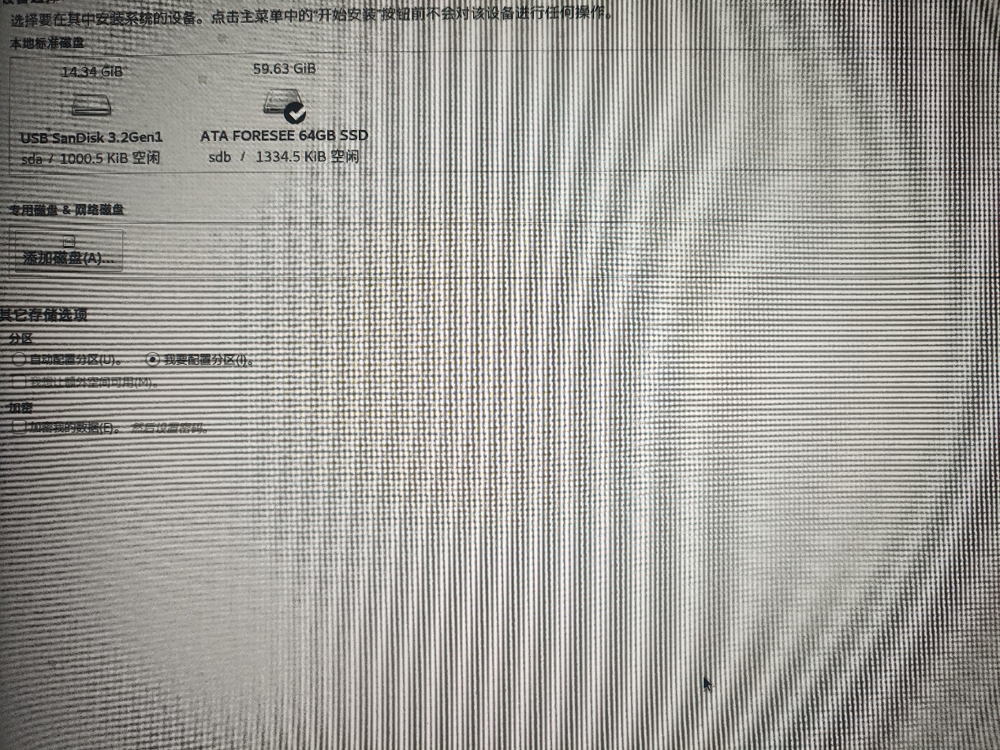 选择要在其中安装系统的设备。点击主菜单中的"开始安装"按钮前不会对该设备进行任何操作。
本地标准磁盘
14.34 GiB
59.63 GiB
USB SanDisk 3.2Gen1
ATA FORESEE 64GB SSD
sda / 1000.5 KiB 空闲
sdb / 1334.5 KiB 空闲
专用磁盘 & 网络磁盘
添加磁盘(A)...
其它存储选项
分区
自动配置分区(U)。
我要配置分区(I)。
我想让额外空间可用(M)。
加密
加密我的数据(E)。 然后设置密码。